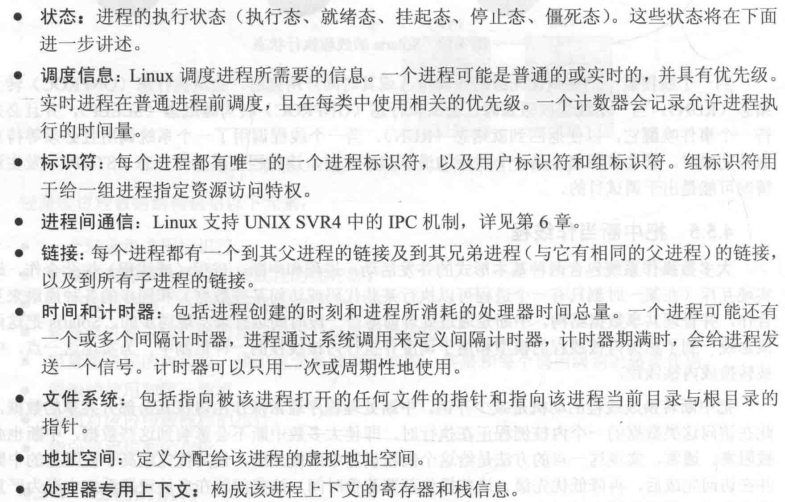 ● 状态：进程的执行状态（执行态、就绪态、挂起态、停止态、僵死态）。这些状态将在下面
进一步讲述。
● 调度信息：Linux 调度进程所需要的信息。一个进程可能是普通的或实时的，并具有优先级。
实时进程在普通进程前调度，且在每类中使用相关的优先级。一个计数器会记录允许进程执
行的时间量。
● 标识符：每个进程都有唯一的一个进程标识符，以及用户标识符和组标识符。组标识符用
于给一组进程指定资源访问特权。
● 进程间通信：Linux 支持 UNIX SVR4 中的 IPC 机制，详见第 6 章。
● 链接：每个进程都有一个到其父进程的链接及到其兄弟进程（与它有相同的父进程）的链接，
以及到所有子进程的链接。
● 时间和计时器：包括进程创建的时刻和进程所消耗的处理器时间总量。一个进程可能还有
一个或多个间隔计时器，进程通过系统调用来定义间隔计时器，计时器期满时，会给进程发
送一个信号。计时器可以只用一次或周期性地使用。
● 文件系统：包括指向被该进程打开的任何文件的指针和指向该进程当前目录与根目录的
指针。
● 地址空间：定义分配给该进程的虚拟地址空间。
● 处理器专用上下文：构成该进程上下文的寄存器和栈信息。